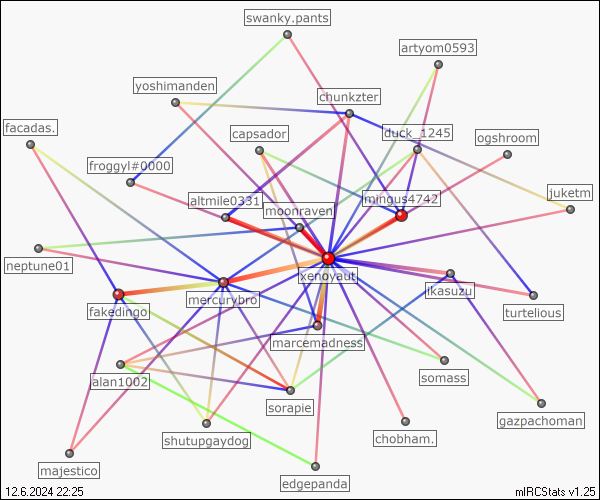 swanky.pants
artyom0593
yoshimanden
chunkzter
facadas.
capsador
duck_1245
ogshroom
froggyl#0000
altmile0331
mingus4742
juketm
moonraven
neptune01
xenoyaut
mercurybro
ikasuzu
fakedingo
turtelious
marcemadness
alan1002
somass
sorapie
gazpachoman
shutupgaydog
chobham.
majestico
edgepanda
12.6.2024 22:25
mIRCStats v1.25